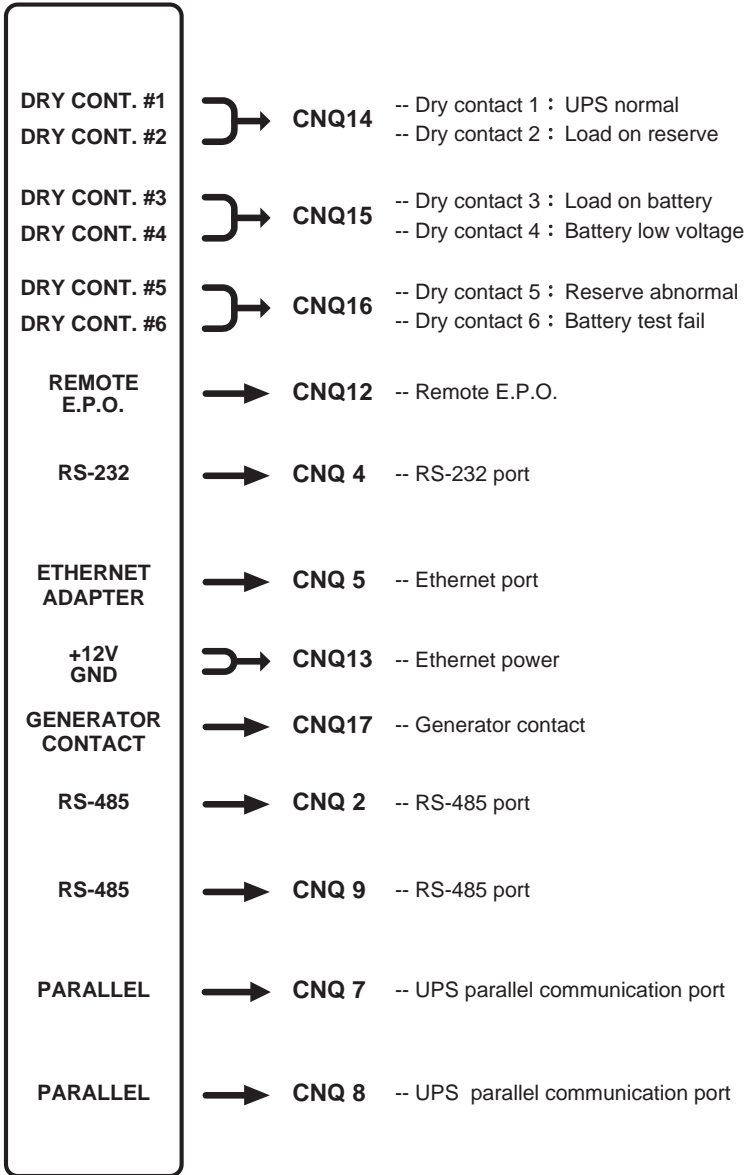 DRY CONT. #1
DRY CONT. #2
CNQ14
-- Dry contact 1：UPS normal
-- Dry contact 2：Load on reserve
DRY CONT. #3
DRY CONT. #4
CNQ15
-- Dry contact 3：Load on battery
-- Dry contact 4：Battery low voltage
DRY CONT. #5
DRY CONT. #6
CNQ16
-- Dry contact 5：Reserve abnormal
-- Dry contact 6：Battery test fail
REMOTE
E.P.O.
CNQ12 -- Remote E.P.O.
RS-232 CNQ 4 -- RS-232 port
ETHERNET
ADAPTER
CNQ 5 -- Ethernet port
+12V
GND
CNQ13 -- Ethernet power
GENERATOR
CONTACT
CNQ17 -- Generator contact
RS-485 CNQ 2 -- RS-485 port
RS-485 CNQ 9 -- RS-485 port
PARALLEL CNQ 7 -- UPS parallel communication port
PARALLEL CNQ 8 -- UPS parallel communication port